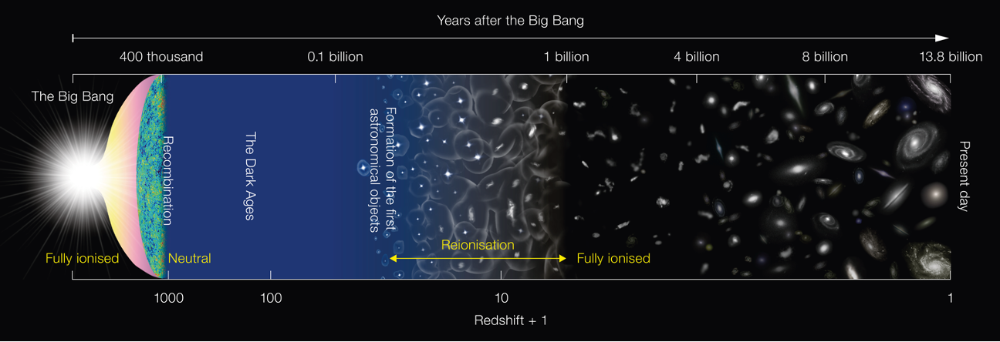 Years after the Big Bang
400 thousand
0.1 billion
1 billion
4 billion
8 billion
13.8 billion
The Big Bang
Recombination
The Dark Ages
Formation of the first
astronomical objects
Present day
Fully ionised
Neutral
Reionisation
Fully ionised
1000
100
10
1
Redshift + 1